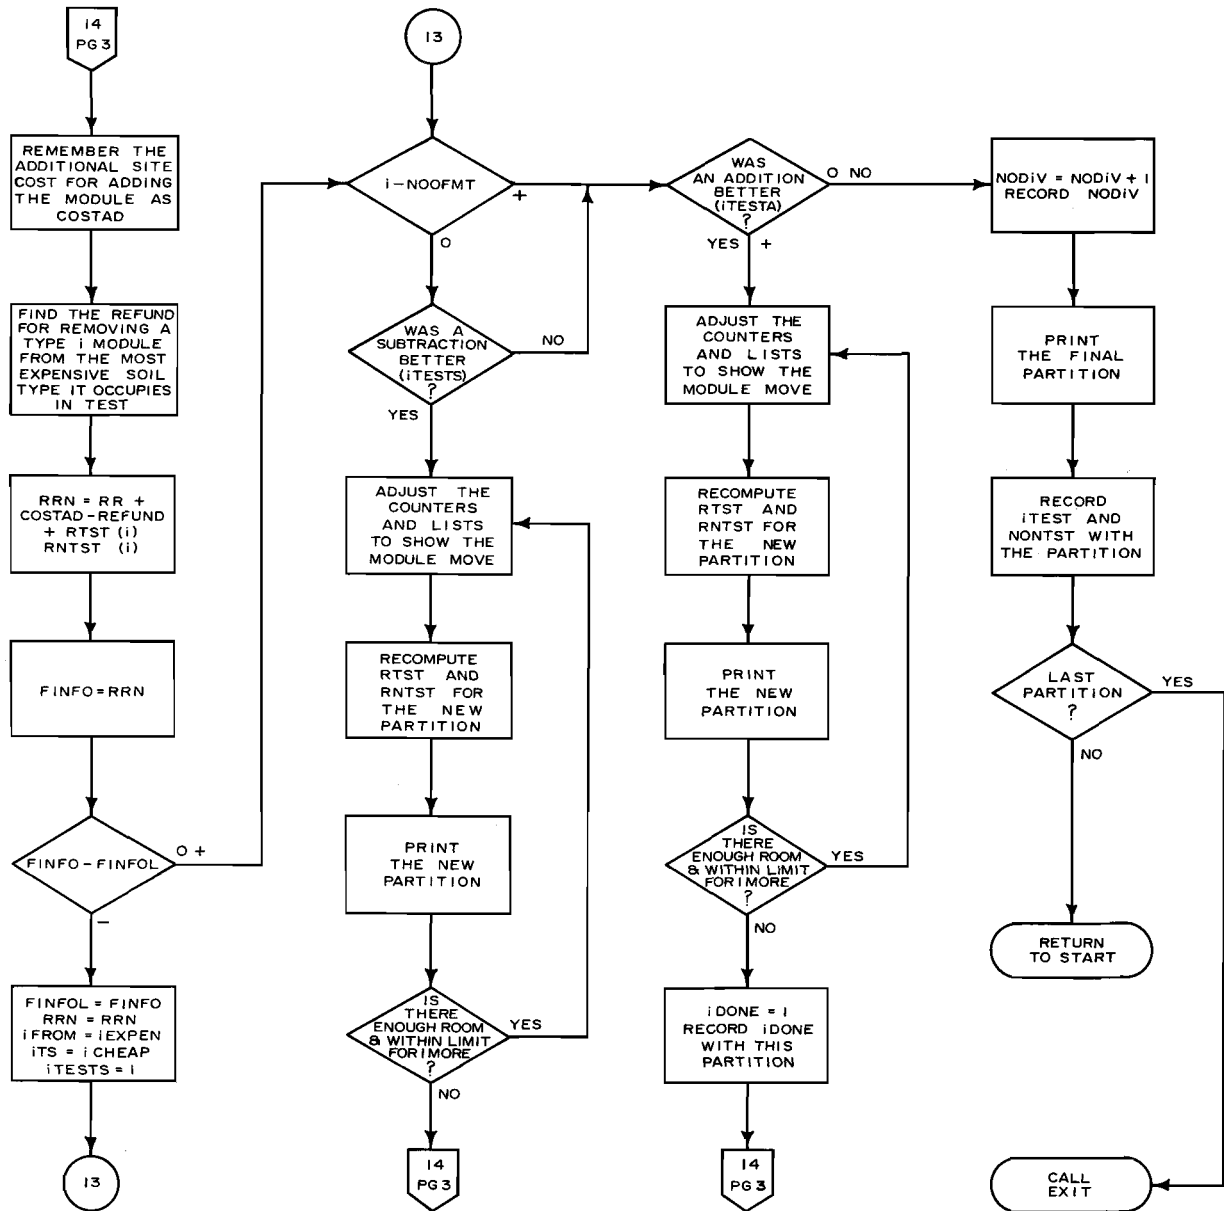 14
PG 3
REMEMBER THE
ADDITIONAL SITE
COST FOR ADDING
THE MODULE AS
COSTAD
FIND THE REFUND
FOR REMOVING A
TYPE i MODULE
FROM THE MOST
EXPENSIVE SOIL
TYPE IT OCCUPIES
IN TEST
RRN = RR +
COSTAD-REFUND
+ RTST (i)
RNTST (i)
FINFO=RRN
FINFO-FINFOL
O +
−
FINFOL = FINFO
RRN = RRN
iFROM = iEXPEN
iTS = iCHEAP
iTESTS = 1
13
13
i-NOOFMT
+
O
WAS A
SUBTRACTION
BETTER
(iTESTS)
?
NO
YES
ADJUST THE
COUNTERS
AND LISTS
TO SHOW THE
MODULE MOVE
RECOMPUTE
RTST AND
RNTST FOR
THE NEW
PARTITION
PRINT
THE NEW
PARTITION
IS
THERE
ENOUGH ROOM
& WITHIN LIMIT
FOR 1 MORE
?
YES
NO
14
PG 3
WAS
AN ADDITION
BETTER
(iTESTA)
?
O NO
YES +
ADJUST THE
COUNTERS
AND LISTS
TO SHOW THE
MODULE MOVE
RECOMPUTE
RTST AND
RNTST FOR
THE NEW
PARTITION
PRINT
THE NEW
PARTITION
IS
THERE
ENOUGH ROOM
& WITHIN LIMIT
FOR 1 MORE
?
YES
NO
iDONE = 1
RECORD iDONE
WITH THIS
PARTITION
14
PG 3
NODiV = NODiV + 1
RECORD NODiV
PRINT
THE FINAL
PARTITION
RECORD
iTEST AND
NONTST WITH
THE PARTITION
LAST
PARTITION
?
YES
NO
RETURN
TO START
CALL
EXIT